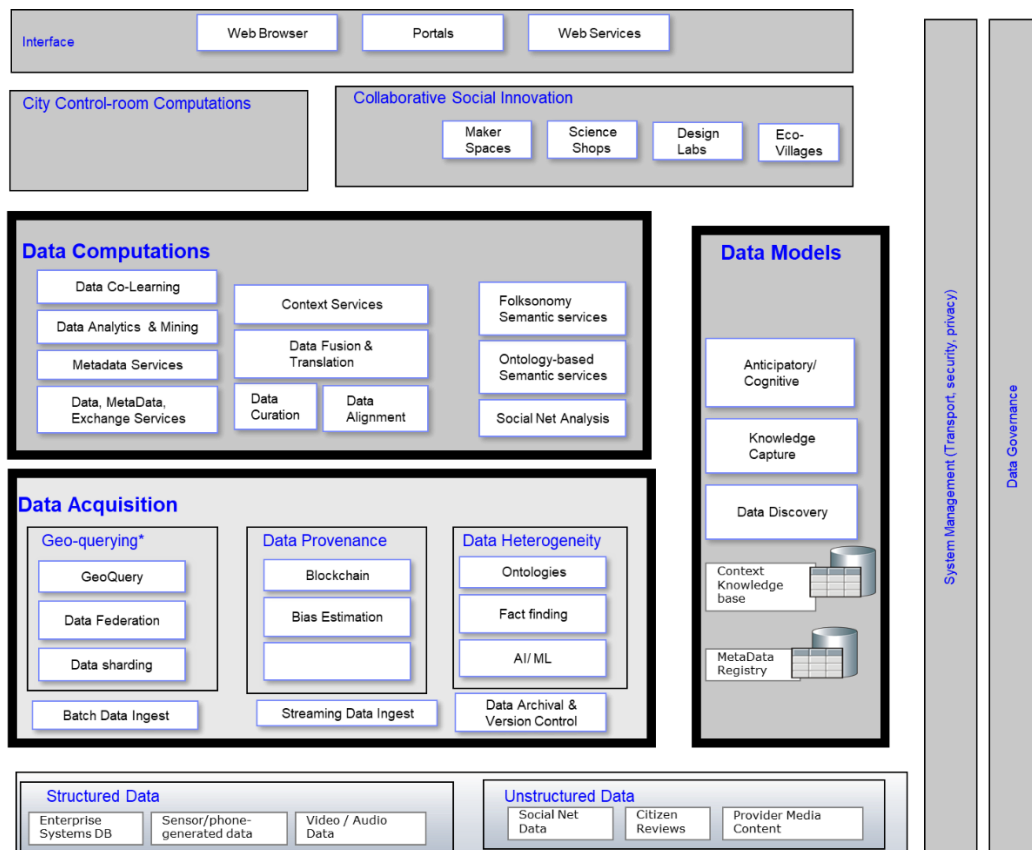 Interface
Web Browser
Portals
Web Services
City Control-room Computations
Collaborative Social Innovation
Maker
Spaces
Science
Shops
Design
Labs
Eco-
Villages
Data Computations
Data Co-Learning
Data Analytics & Mining
Metadata Services
Data, MetaData,
Exchange Services
Context Services
Data Fusion &
Translation
Data
Curation
Data
Alignment
Folksonomy
Semantic services
Ontology-based
Semantic services
Social Net Analysis
Data Models
Anticipatory/
Cognitive
Knowledge
Capture
Data Discovery
Context
Knowledge
base
MetaData
Registry
Data Acquisition
Geo-querying*
GeoQuery
Data Federation
Data sharding
Data Provenance
Blockchain
Bias Estimation
Data Heterogeneity
Ontologies
Fact finding
AI/ ML
Batch Data Ingest
Streaming Data Ingest
Data Archival &
Version Control
Structured Data
Enterprise
Systems DB
Sensor/phone-
generated data
Video / Audio
Data
Unstructured Data
Social Net
Data
Citizen
Reviews
Provider Media
Content
System Management (Transport, security, privacy)
Data Governance